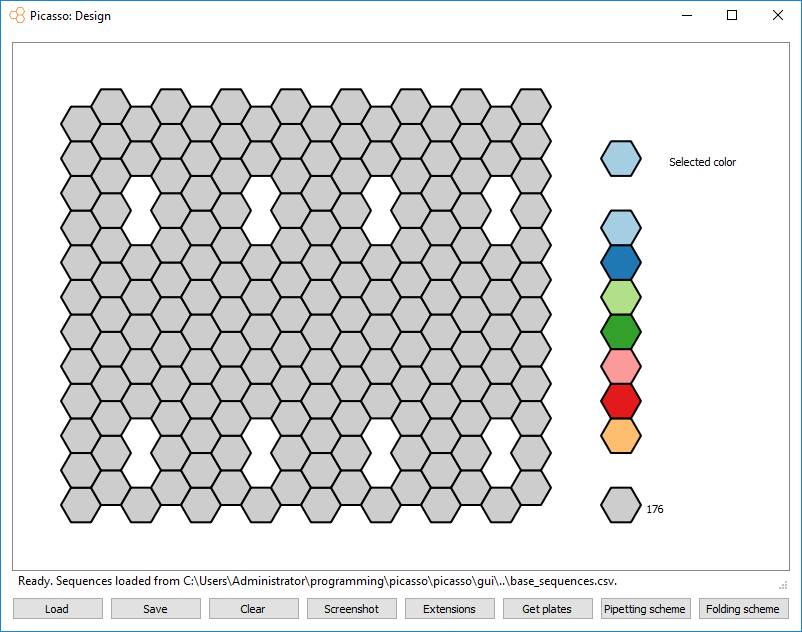 Picasso: Design
Selected color
176
Ready. Sequences loaded from C:\Users\Administrator\programming\picasso\picasso\gui\..\base_sequences.csv.
Load
Save
Clear
Screenshot
Extensions
Get plates
Pipetting scheme
Folding scheme